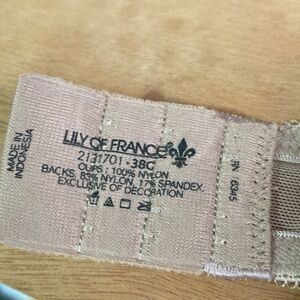 LILY OF FRANCE
2131701 - 38C
CUPS : 100% NYLON
BACKS: 83% NYLON, 17% SPANDEX
EXCLUSIVE OF DECORATION
MADE IN
INDONESIA
RN